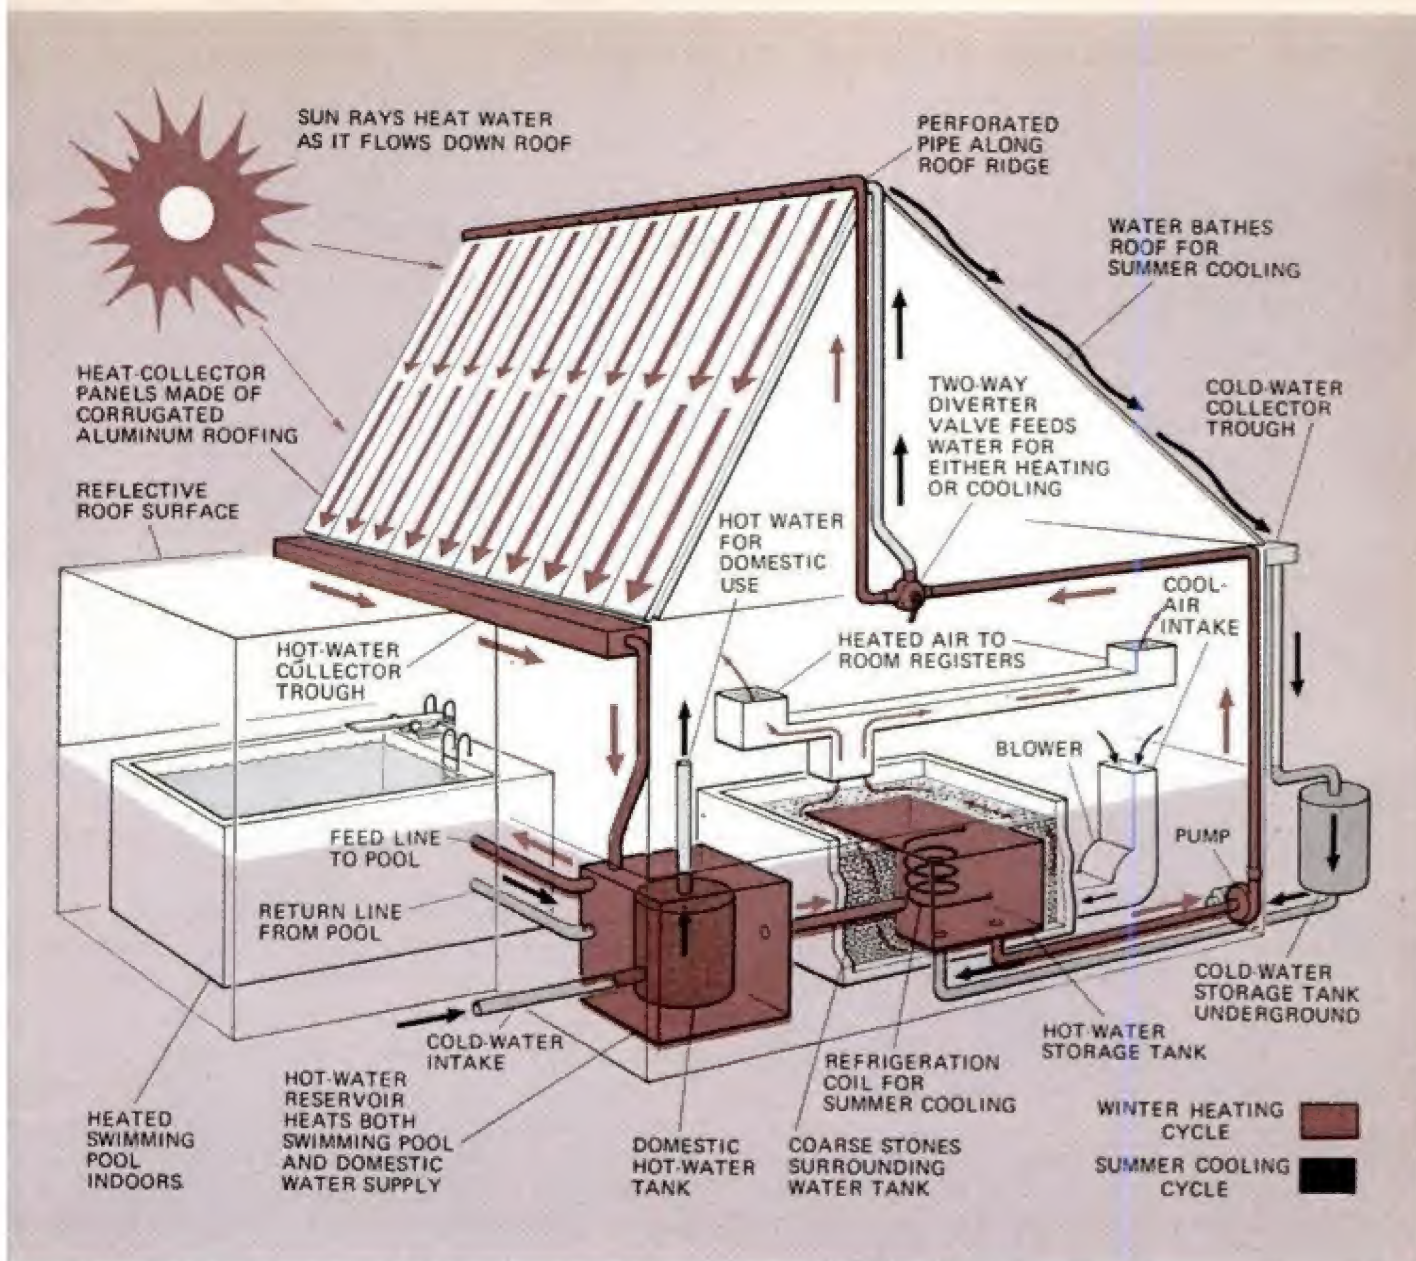 SUN RAYS HEAT WATER
AS IT FLOWS DOWN ROOF
PERFORATED
PIPE ALONG
ROOF RIDGE
WATER BATHES
ROOF FOR
SUMMER COOLING
HEAT-COLLECTOR
PANELS MADE OF
CORRUGATED
ALUMINUM ROOFING
TWO-WAY
DIVERTER
VALVE FEEDS
WATER FOR
EITHER HEATING
OR COOLING
COLD-WATER
COLLECTOR
TROUGH
REFLECTIVE
ROOF SURFACE
HOT WATER
FOR
DOMESTIC
USE
COOL-
AIR
INTAKE
HOT-WATER
COLLECTOR
TROUGH
HEATED AIR TO
ROOM REGISTERS
BLOWER
PUMP
FEED LINE
TO POOL
RETURN LINE
FROM POOL
COLD-WATER
STORAGE TANK
UNDERGROUND
COLD-WATER
INTAKE
HOT-WATER
STORAGE TANK
REFRIGERATION
COIL FOR
SUMMER COOLING
HEATED
SWIMMING
POOL
INDOORS
HOT-WATER
RESERVOIR
HEATS BOTH
SWIMMING POOL
AND DOMESTIC
WATER SUPPLY
DOMESTIC
HOT-WATER
TANK
COARSE STONES
SURROUNDING
WATER TANK
WINTER HEATING
CYCLE
SUMMER COOLING
CYCLE